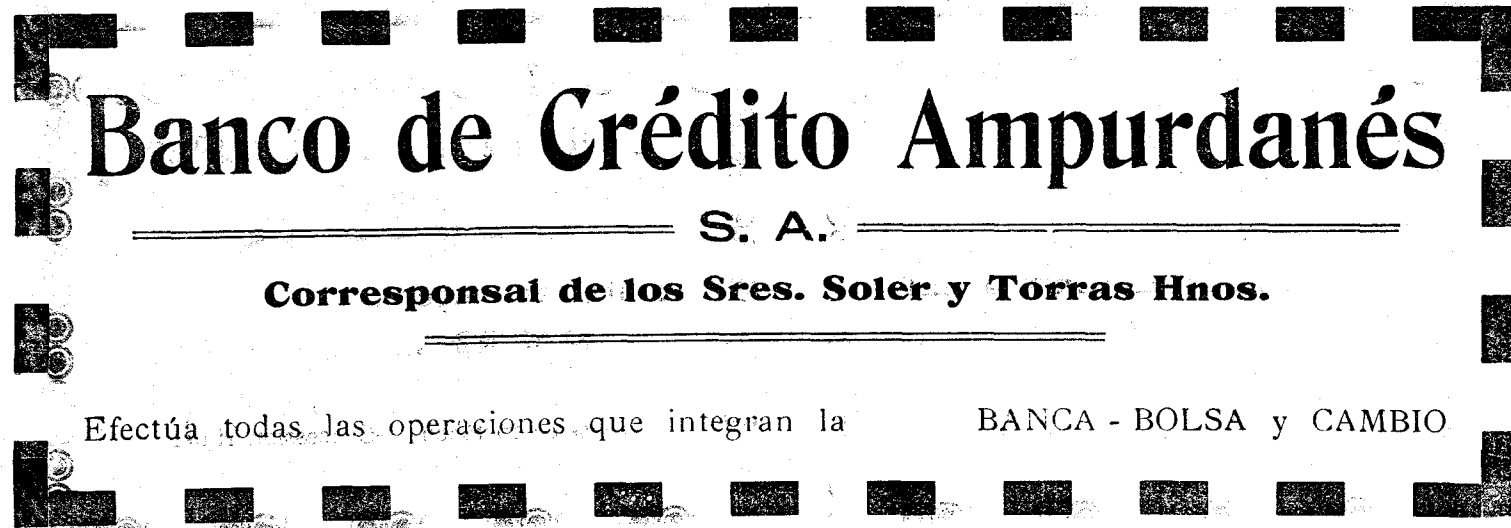 Banco de Crédito Ampurdanés
S. A.
Corresponsal de los Sres. Soler y Torras Hnos.
Efectúa todas las operaciones que integran la BANCA - BOLSA y CAMBIO